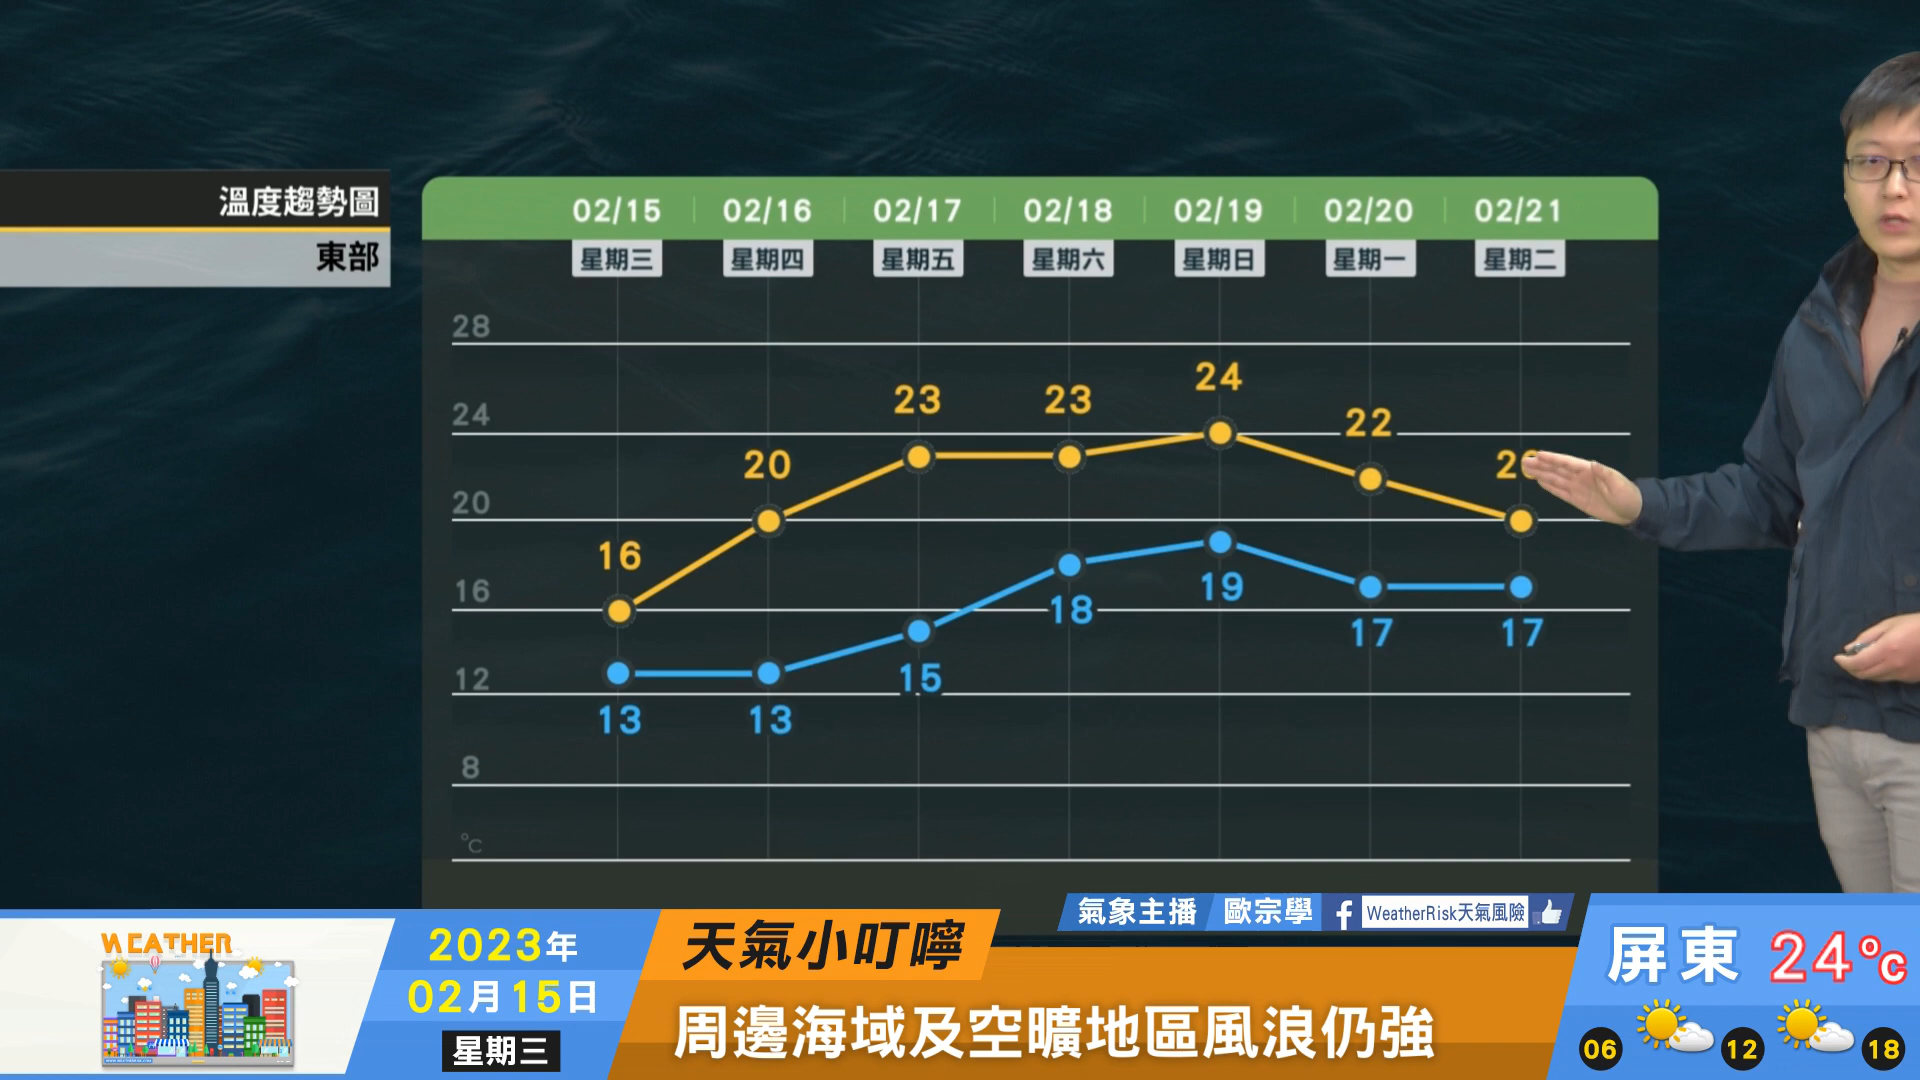 溫度趨勢圖
東部
02/15 02/16 02/17 02/18 02/19 02/20 02/21
星期三 星期四 星期五 星期六 星期日 星期一 星期二
28
24
20
16
12
8
°C
16 20 23 23 24 22
13 13 15 18 19 17 17
氣象主播 歐宗學 WeatherRisk天氣風險
WEATHER
2023年
02月15日
星期三
天氣小叮嚀
周邊海域及空曠地區風浪仍強
屏東 24°C
06 12 18